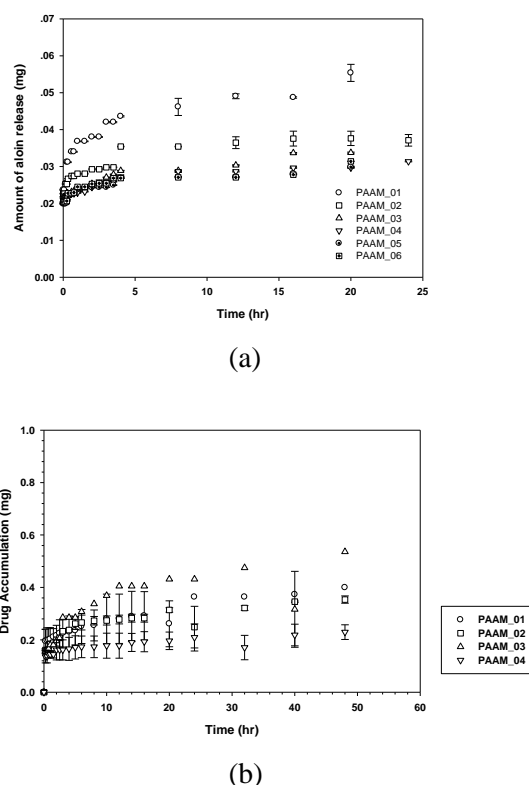 .07
.06
.05
.04
.03
.02
.01
0.00
Amount of aloin release (mg)
PAAM_01
PAAM_02
PAAM_03
PAAM_04
PAAM_05
PAAM_06
0 5 10 15 20 25
Time (hr)
(a)
1.0
0.8
0.6
0.4
0.2
0.0
Drug Accumulation (mg)
PAAM_01
PAAM_02
PAAM_03
PAAM_04
0 10 20 30 40 50 60
Time (hr)
(b)